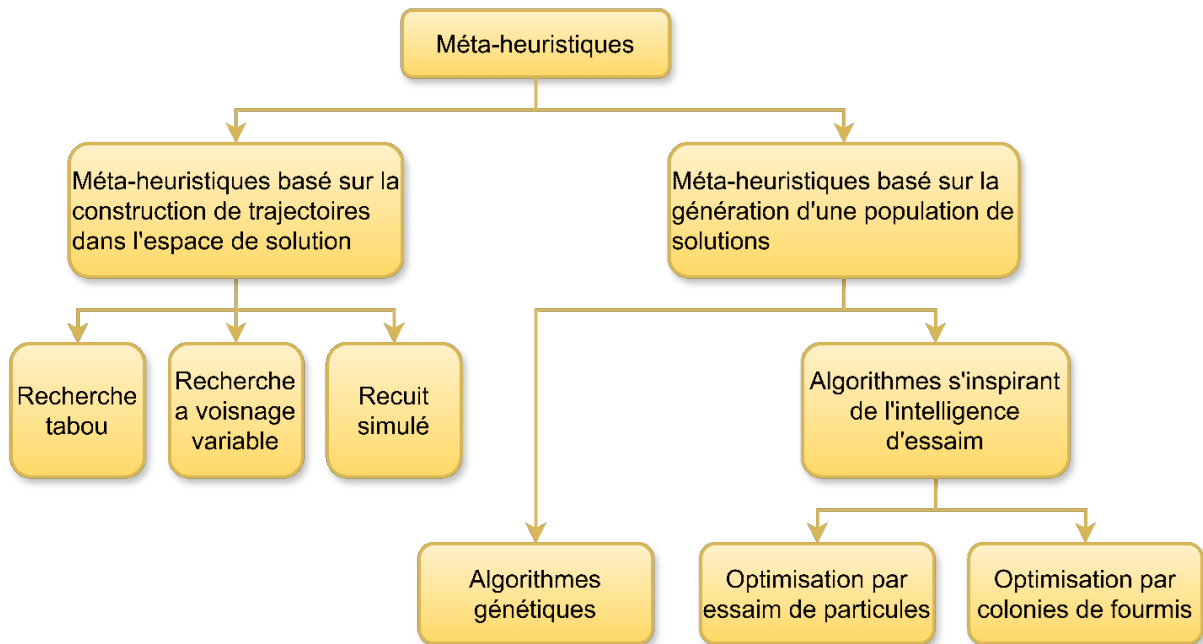 Méta-heuristiques
Méta-heuristiques basé sur la
construction de trajectoires
dans l'espace de solution
Méta-heuristiques basé sur la
génération d'une population de
solutions
Recherche
tabou
Recherche
a voisnage
variable
Recuit
simulé
Algorithmes s'inspirant
de l'intelligence
d'essaim
Algorithmes
génétiques
Optimisation par
essaim de particules
Optimisation par
colonies de fourmis